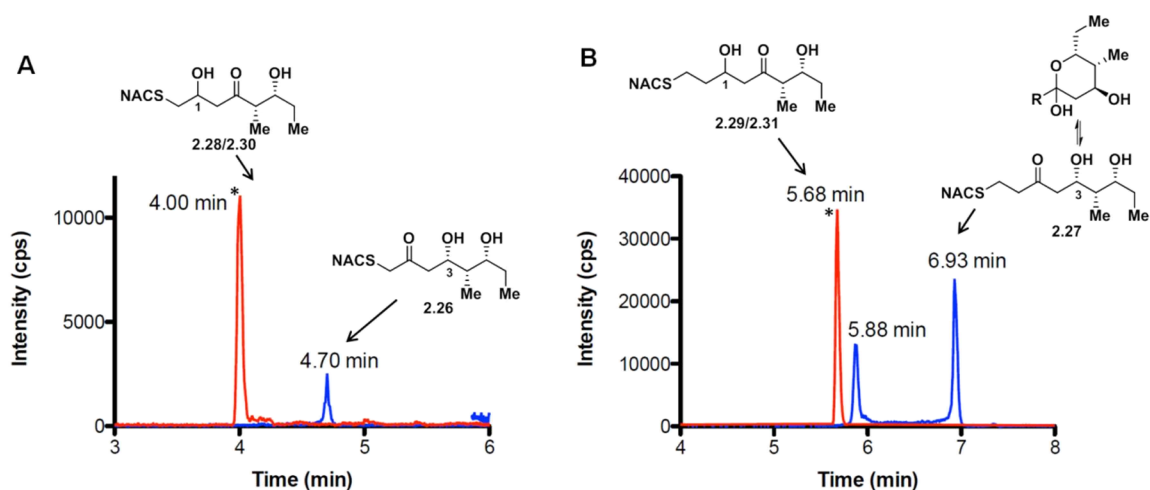 A
OH
O
OH
NACS
1
Me
Me
2.28/2.30
4.00 min
*
O
OH
OH
NACS
3
Me
Me
2.26
4.70 min
10000
5000
0
3
4
5
6
Intensity (cps)
Time (min)
B
OH
O
OH
NACS
1
Me
Me
2.29/2.31
5.68 min
*
Me
O
Me
R
OH
OH
O
OH
OH
NACS
3
Me
Me
2.27
6.93 min
5.88 min
40000
30000
20000
10000
0
4
5
6
7
8
Intensity (cps)
Time (min)